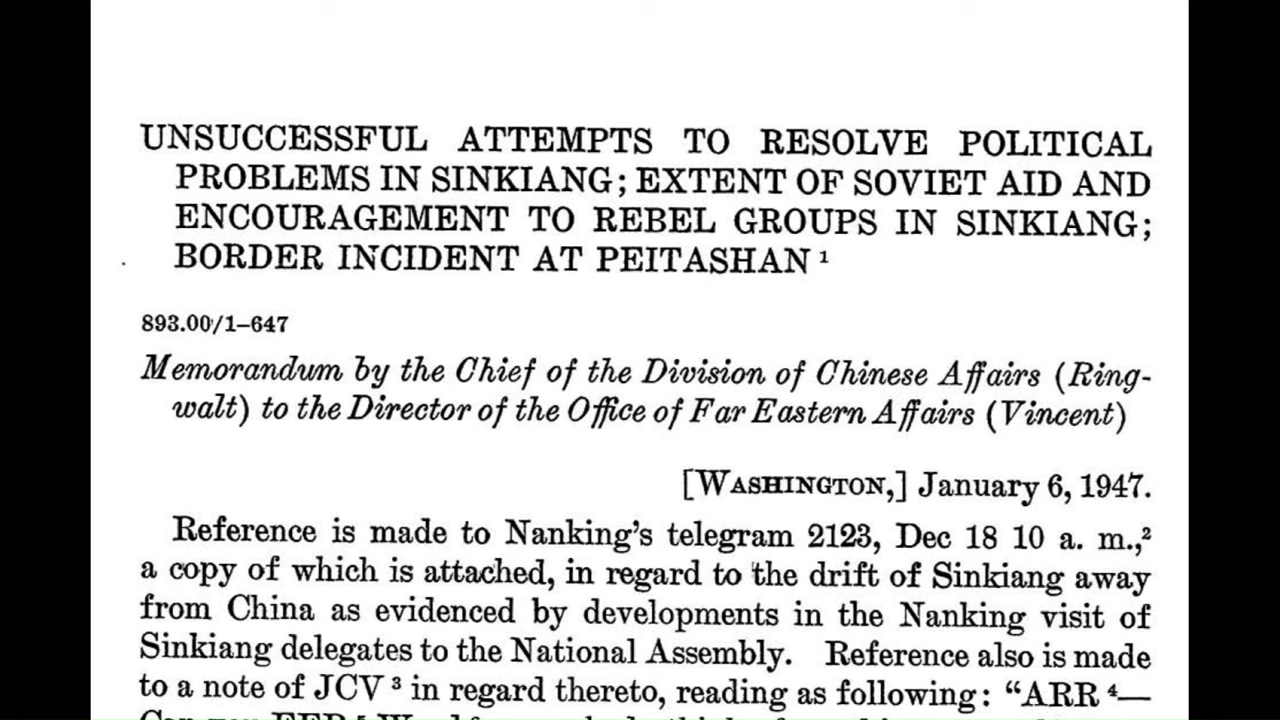 UNSUCCESSFUL ATTEMPTS TO RESOLVE POLITICAL
PROBLEMS IN SINKIANG; EXTENT OF SOVIET AID AND
ENCOURAGEMENT TO REBEL GROUPS IN SINKIANG;
BORDER INCIDENT AT PEITASHAN ¹
893.00/1–647
Memorandum by the Chief of the Division of Chinese Affairs (Ring-
walt) to the Director of the Office of Far Eastern Affairs (Vincent)
[WASHINGTON,] January 6, 1947.
Reference is made to Nanking's telegram 2123, Dec 18 10 a. m.,²
a copy of which is attached, in regard to the drift of Sinkiang away
from China as evidenced by developments in the Nanking visit of
Sinkiang delegates to the National Assembly. Reference also is made
to a note of JCV ³ in regard thereto, reading as following: “ARR ⁴—